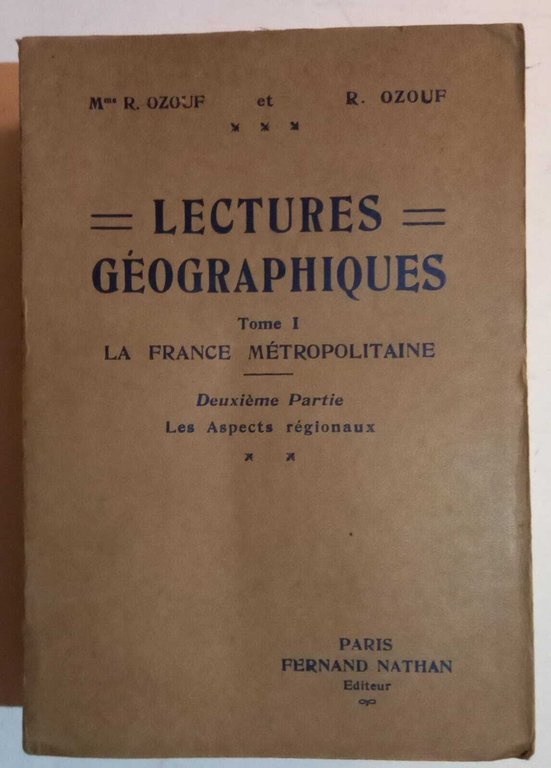 Mme R. OZOUF et R. OZOUF
LECTURES
GÉOGRAPHIQUES
Tome I
LA FRANCE MÉTROPOLITAINE
Deuxième Partie
Les Aspects régionaux
PARIS
FERNAND NATHAN
Editeur